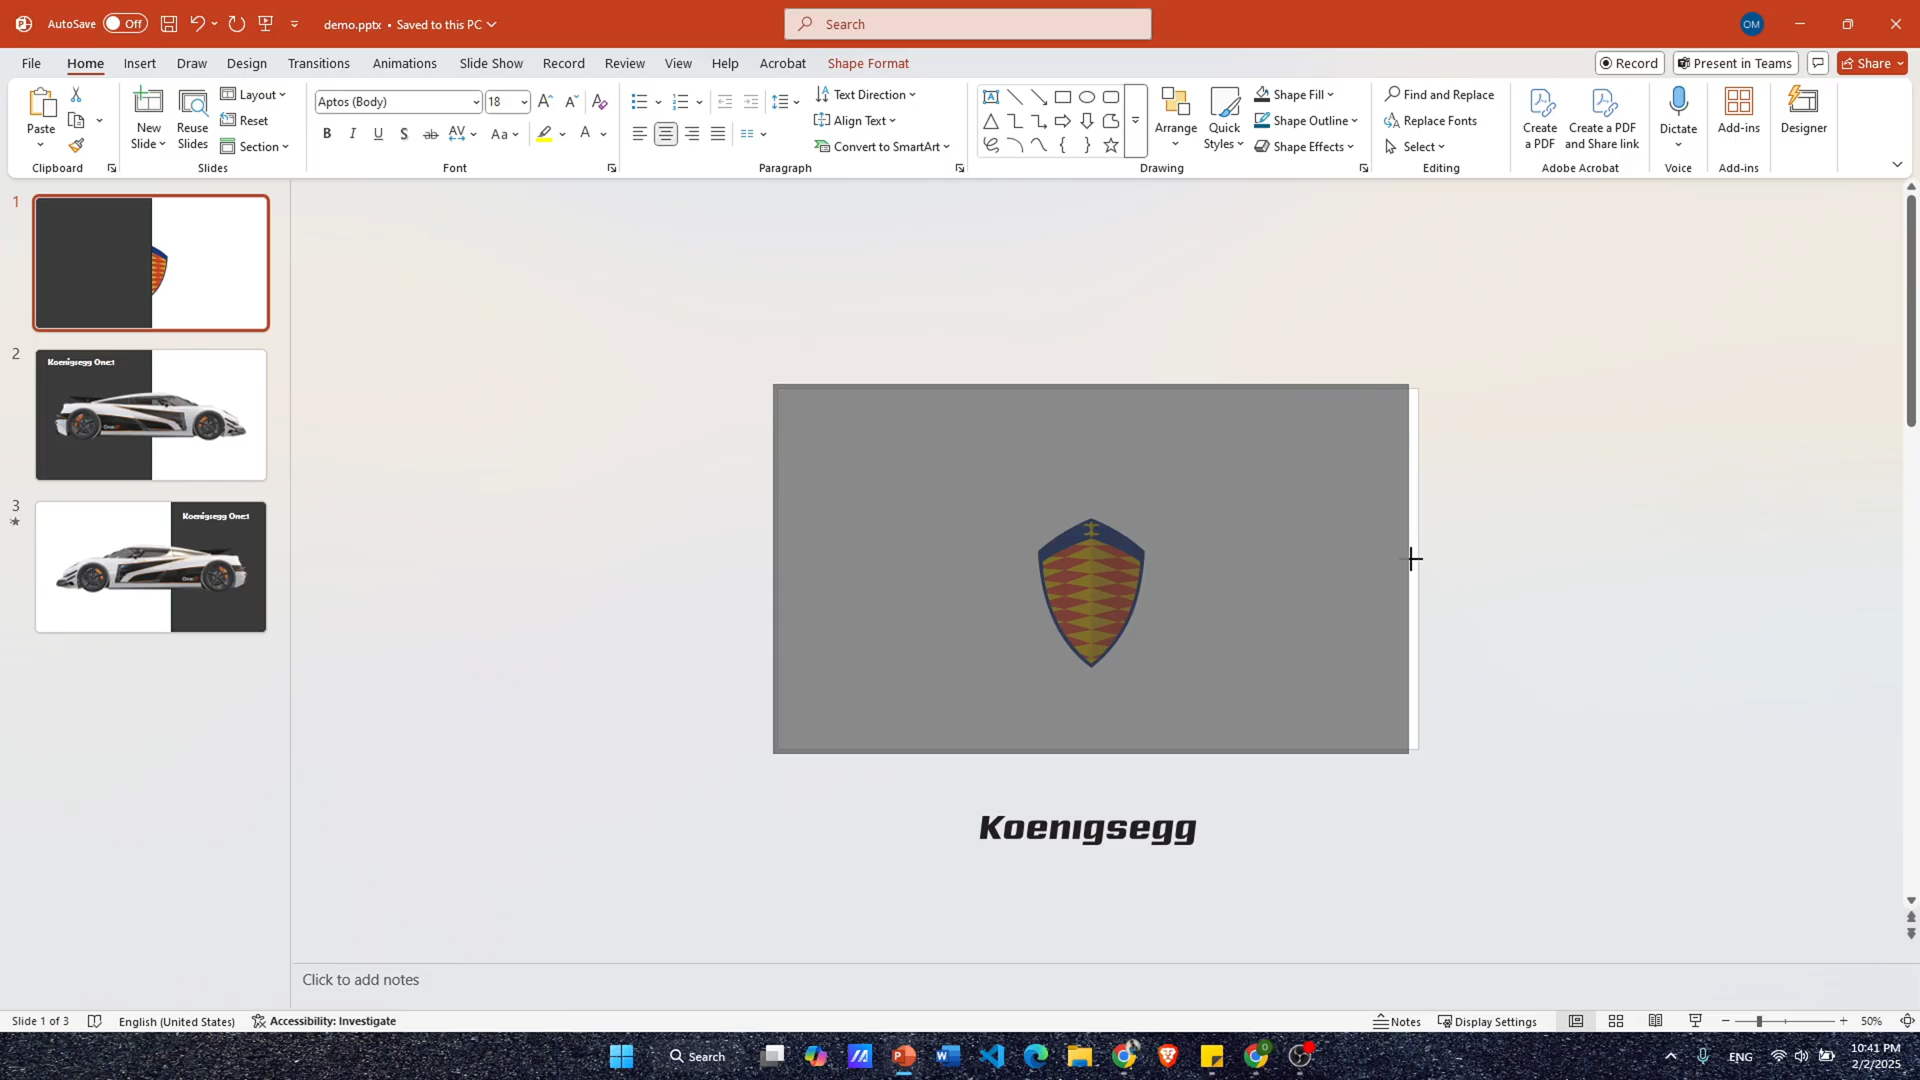 AutoSave Off demo.pptx • Saved to this PC Search OM
File Home Insert Draw Design Transitions Animations Slide Show Record Review View Help Acrobat Shape Format Record Present in Teams Share
Paste
New Slide
Reuse Slides
Layout
Reset
Section
Aptos (Body) 18
Text Direction
Align Text
Convert to SmartArt
Arrange
Quick Styles
Shape Fill
Shape Outline
Shape Effects
Find and Replace
Replace Fonts
Select
Create a PDF
Create a PDF and Share link
Dictate
Add-ins
Designer
Clipboard Slides Font Paragraph Drawing Editing Adobe Acrobat Voice Add-ins
1
2
Koenigsegg One:1
3
Koenigsegg One:1
Koenigsegg
Click to add notes
Slide 1 of 3 English (United States) Accessibility: Investigate Notes Display Settings 50%
Search ENG 10:41 PM
2/2/2025